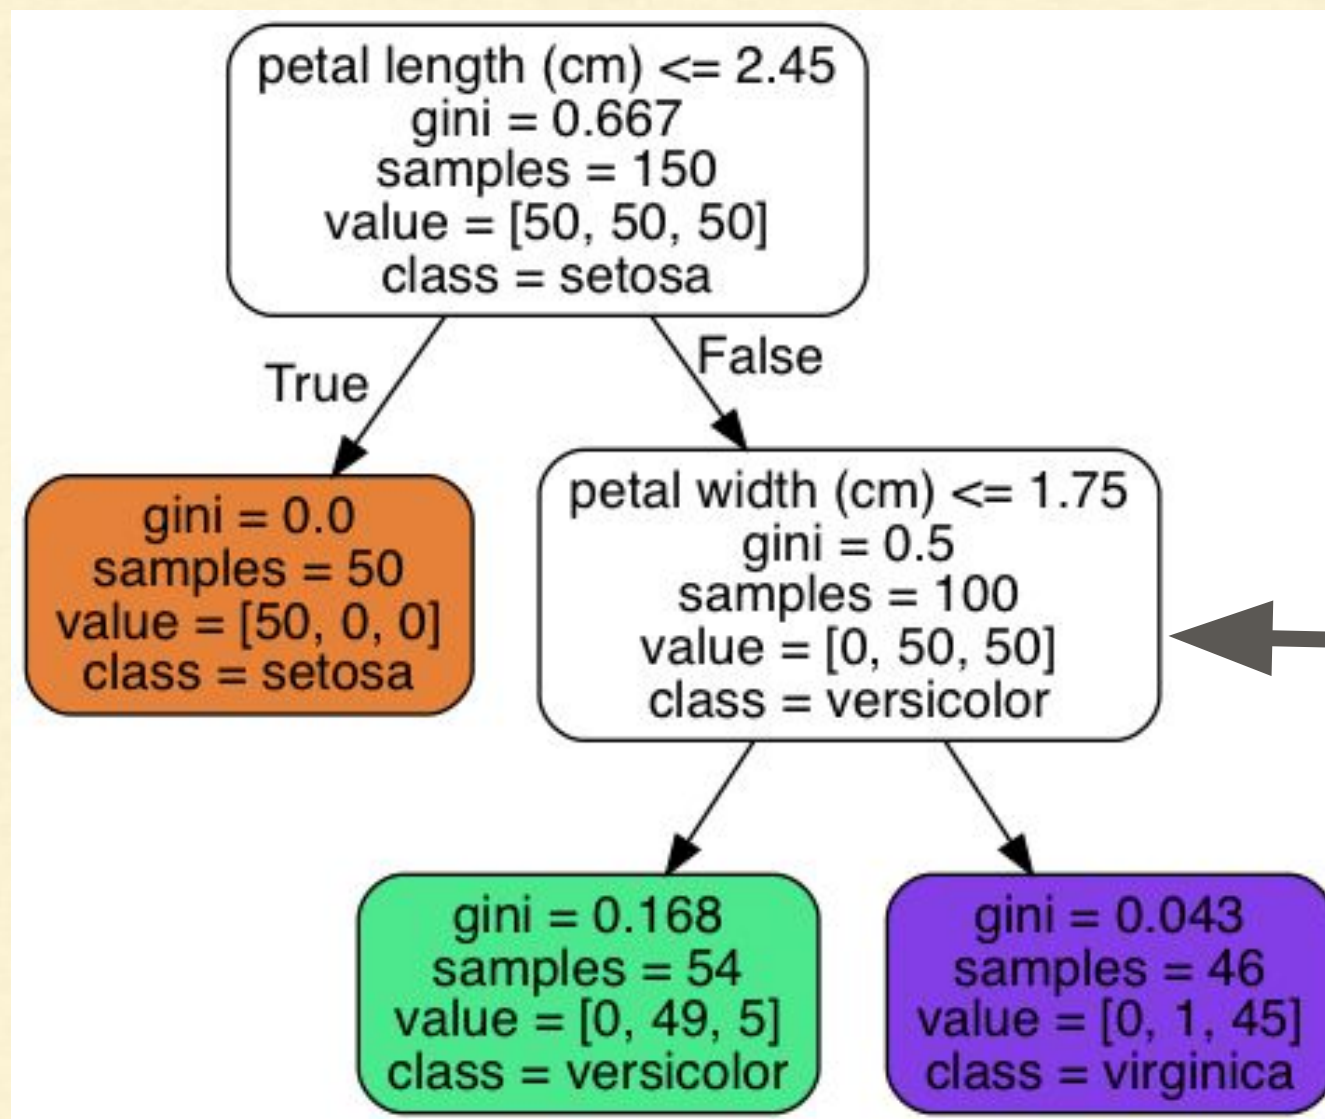 petal length (cm) <= 2.45
gini = 0.667
samples = 150
value = [50, 50, 50]
class = setosa
True
False
gini = 0.0
samples = 50
value = [50, 0, 0]
class = setosa
petal width (cm) <= 1.75
gini = 0.5
samples = 100
value = [0, 50, 50]
class = versicolor
gini = 0.168
samples = 54
value = [0, 49, 5]
class = versicolor
gini = 0.043
samples = 46
value = [0, 1, 45]
class = virginica